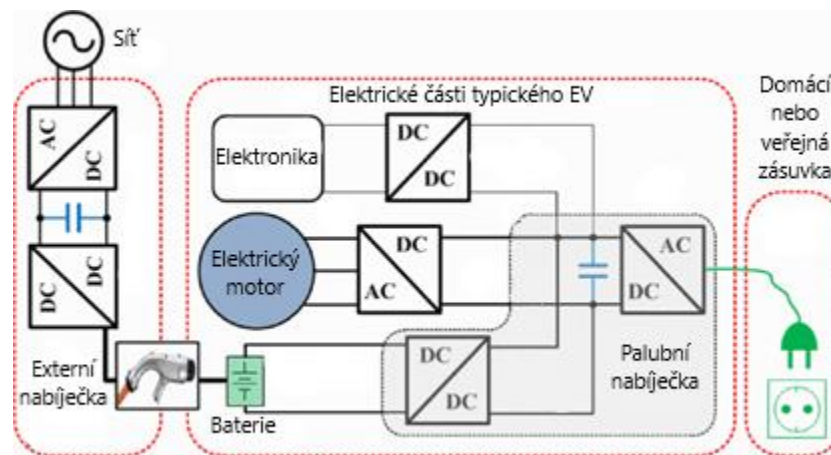 Síť
AC
DC
DC
DC
Externí
nabíječka
Elektrické části typického EV
Elektronika
DC
DC
Elektrický
motor
DC
AC
Baterie
DC
DC
AC
DC
Palubní
nabíječka
Domácí
nebo
veřejná
zásuvka